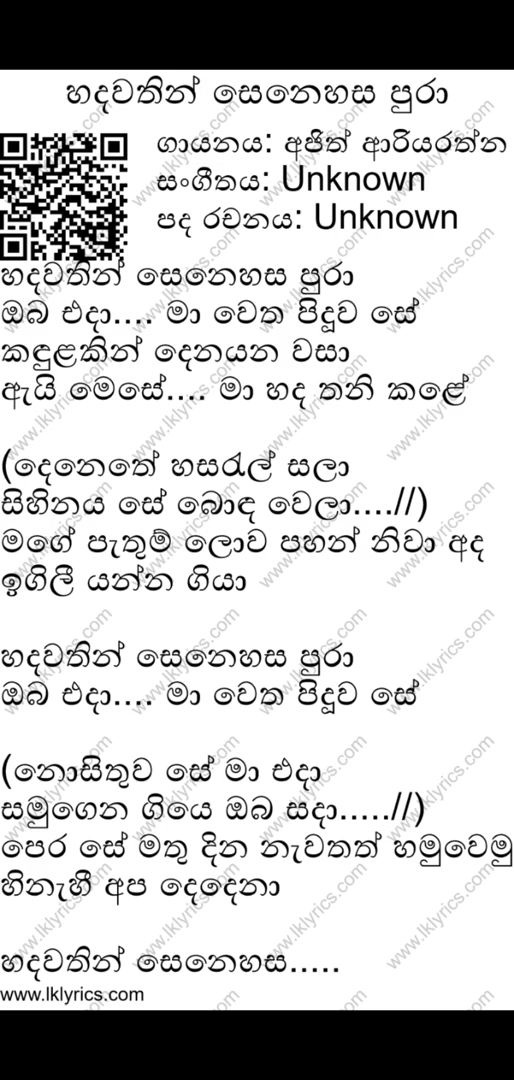 හදවතින් සෙනෙහස පුරා
ගායනය: අජිත් ආරියරත්න
සංගීතය: Unknown
පද රචනය: Unknown
හදවතින් සෙනෙහස පුරා
ඔබ එදා.... මා වෙත පිදූව සේ
කඳුළකින් දෙනයන වසා
ඇයි මෙසේ.... මා හද තනි කළේ
(දෙනෙතේ හසරැල් සලා
සිහිනය සේ බොඳ වෙලා....//)
මගේ පැතුම් ලොව පහන් නිවා අද
ඉගිලී යන්න ගියා
හදවතින් සෙනෙහස පුරා
ඔබ එදා.... මා වෙත පිදූව සේ
(නොසිතුව සේ මා එදා
සමුගෙන ගියෙ ඔබ සදා.....//)
පෙර සේ මතු දින නැවතත් හමුවෙමු
හිනැහී අප දෙදෙනා
හදවතින් සෙනෙහස.....
www.lklyrics.com